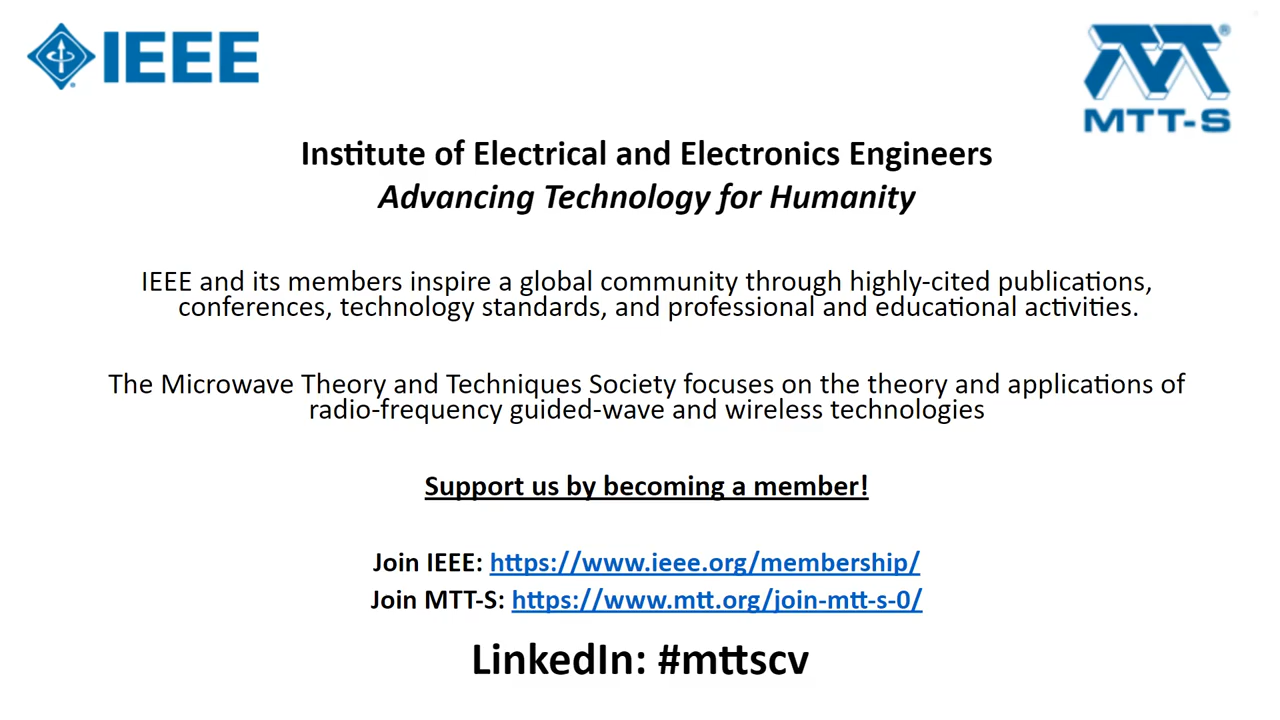 IEEE
MTT-S
Institute of Electrical and Electronics Engineers
Advancing Technology for Humanity
IEEE and its members inspire a global community through highly-cited publications,
conferences, technology standards, and professional and educational activities.
The Microwave Theory and Techniques Society focuses on the theory and applications of
radio-frequency guided-wave and wireless technologies
Support us by becoming a member!
Join IEEE: https://www.ieee.org/membership/
Join MTT-S: https://www.mtt.org/join-mtt-s-0/
LinkedIn: #mttscv